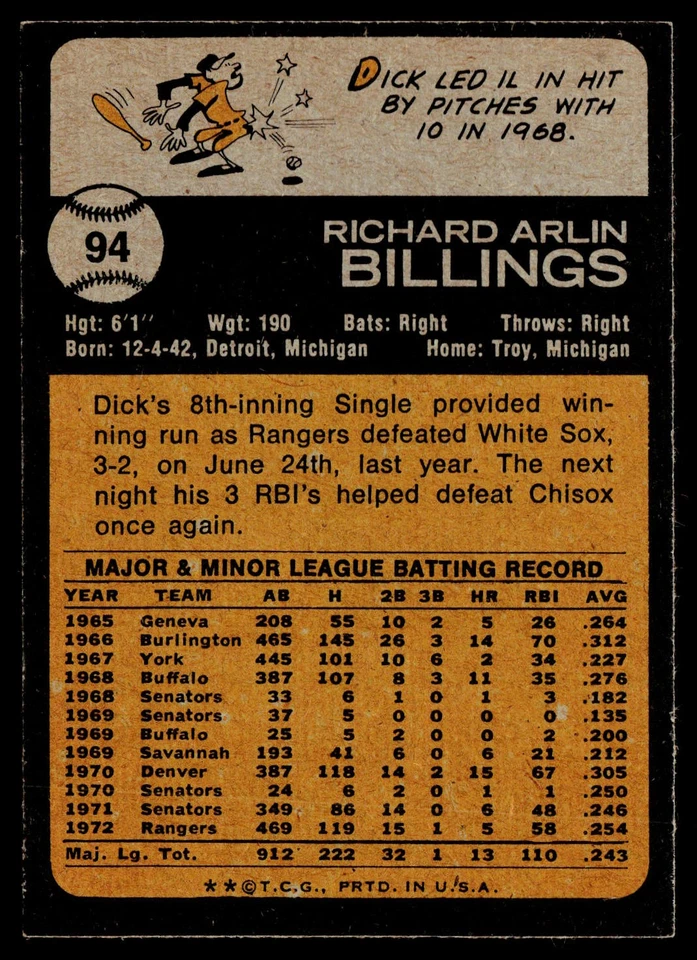 DICK LED IL IN HIT
BY PITCHES WITH
10 IN 1968.
94
RICHARD ARLIN
BILLINGS
Hgt: 6'1" Wgt: 190 Bats: Right Throws: Right
Born: 12-4-42, Detroit, Michigan Home: Troy, Michigan
Dick's 8th-inning Single provided win-
ning run as Rangers defeated White Sox,
3-2, on June 24th, last year. The next
night his 3 RBI's helped defeat Chisox
once again.
MAJOR & MINOR LEAGUE BATTING RECORD
YEAR TEAM AB H 2B 3B HR RBI AVG
1965 Geneva 208 55 10 2 5 26 .264
1966 Burlington 465 145 26 3 14 70 .312
1967 York 445 101 10 6 2 34 .227
1968 Buffalo 387 107 8 3 11 35 .276
1968 Senators 33 6 1 0 1 3 .182
1969 Senators 37 5 0 0 0 0 .135
1969 Buffalo 25 5 2 0 0 2 .200
1969 Savannah 193 41 6 0 6 21 .212
1970 Denver 387 118 14 2 15 67 .305
1970 Senators 24 6 2 0 1 1 .250
1971 Senators 349 86 14 0 6 48 .246
1972 Rangers 469 119 15 1 5 58 .254
Maj. Lg. Tot. 912 222 32 1 13 110 .243
**©T.C.G., PRTD. IN U.S.A.